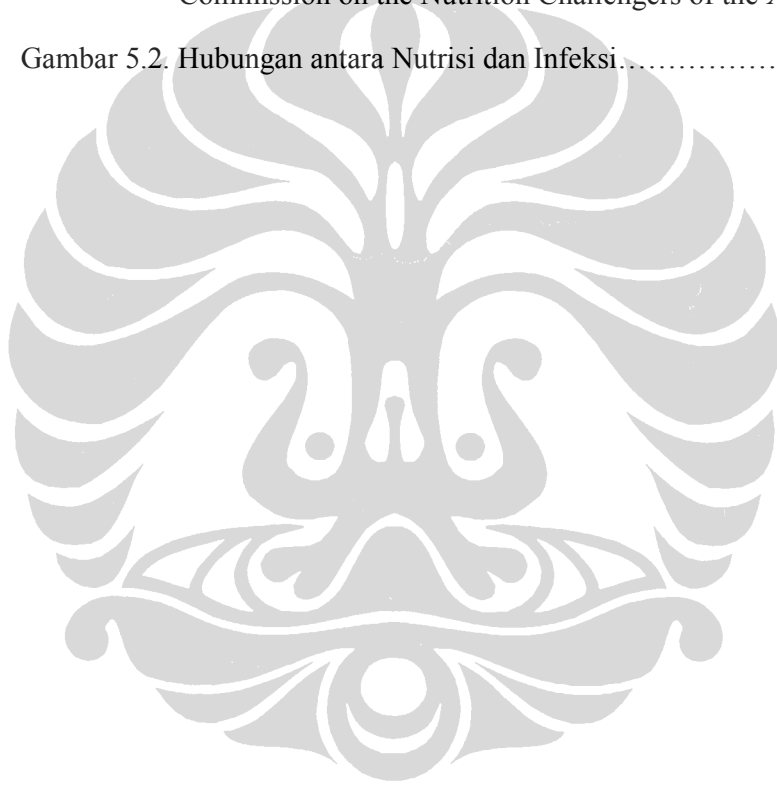 Commission on the Nutrition Challengers of the
Gambar 5.2. Hubungan antara Nutrisi dan Infeksi……………